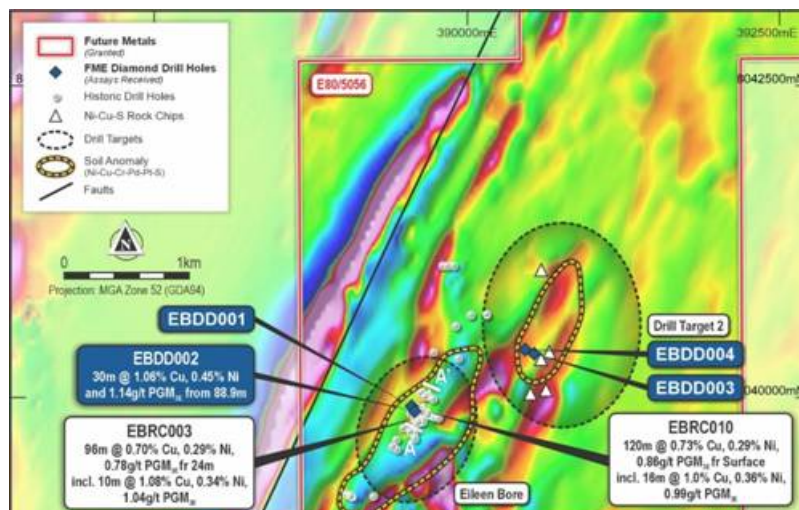 Future Metals
(Granted)
FME Diamond Drill Holes
(Assays Received)
Historic Drill Holes
Ni-Cu-S Rock Chips
Drill Targets
Soil Anomaly
(Ni-Cu-Cr-Pd-Pt-S)
Faults
N
0 1km
Projection: MGA Zone 52 (GDA94)
390000mE
392500mE
8042500m
8040000m
E80/5056
EBDD001
EBDD002
30m @ 1.06% Cu, 0.45% Ni
and 1.14g/t PGM from 88.9m
EBRC003
96m @ 0.70% Cu, 0.29% Ni,
0.78g/t PGM fr 24m
incl. 10m @ 1.08% Cu, 0.34% Ni,
1.04g/t PGM
A'
A
Eileen Bore
Drill Target 2
EBDD004
EBDD003
EBRC010
120m @ 0.73% Cu, 0.29% Ni,
0.86g/t PGM fr Surface
incl. 16m @ 1.0% Cu, 0.36% Ni,
0.99g/t PGM